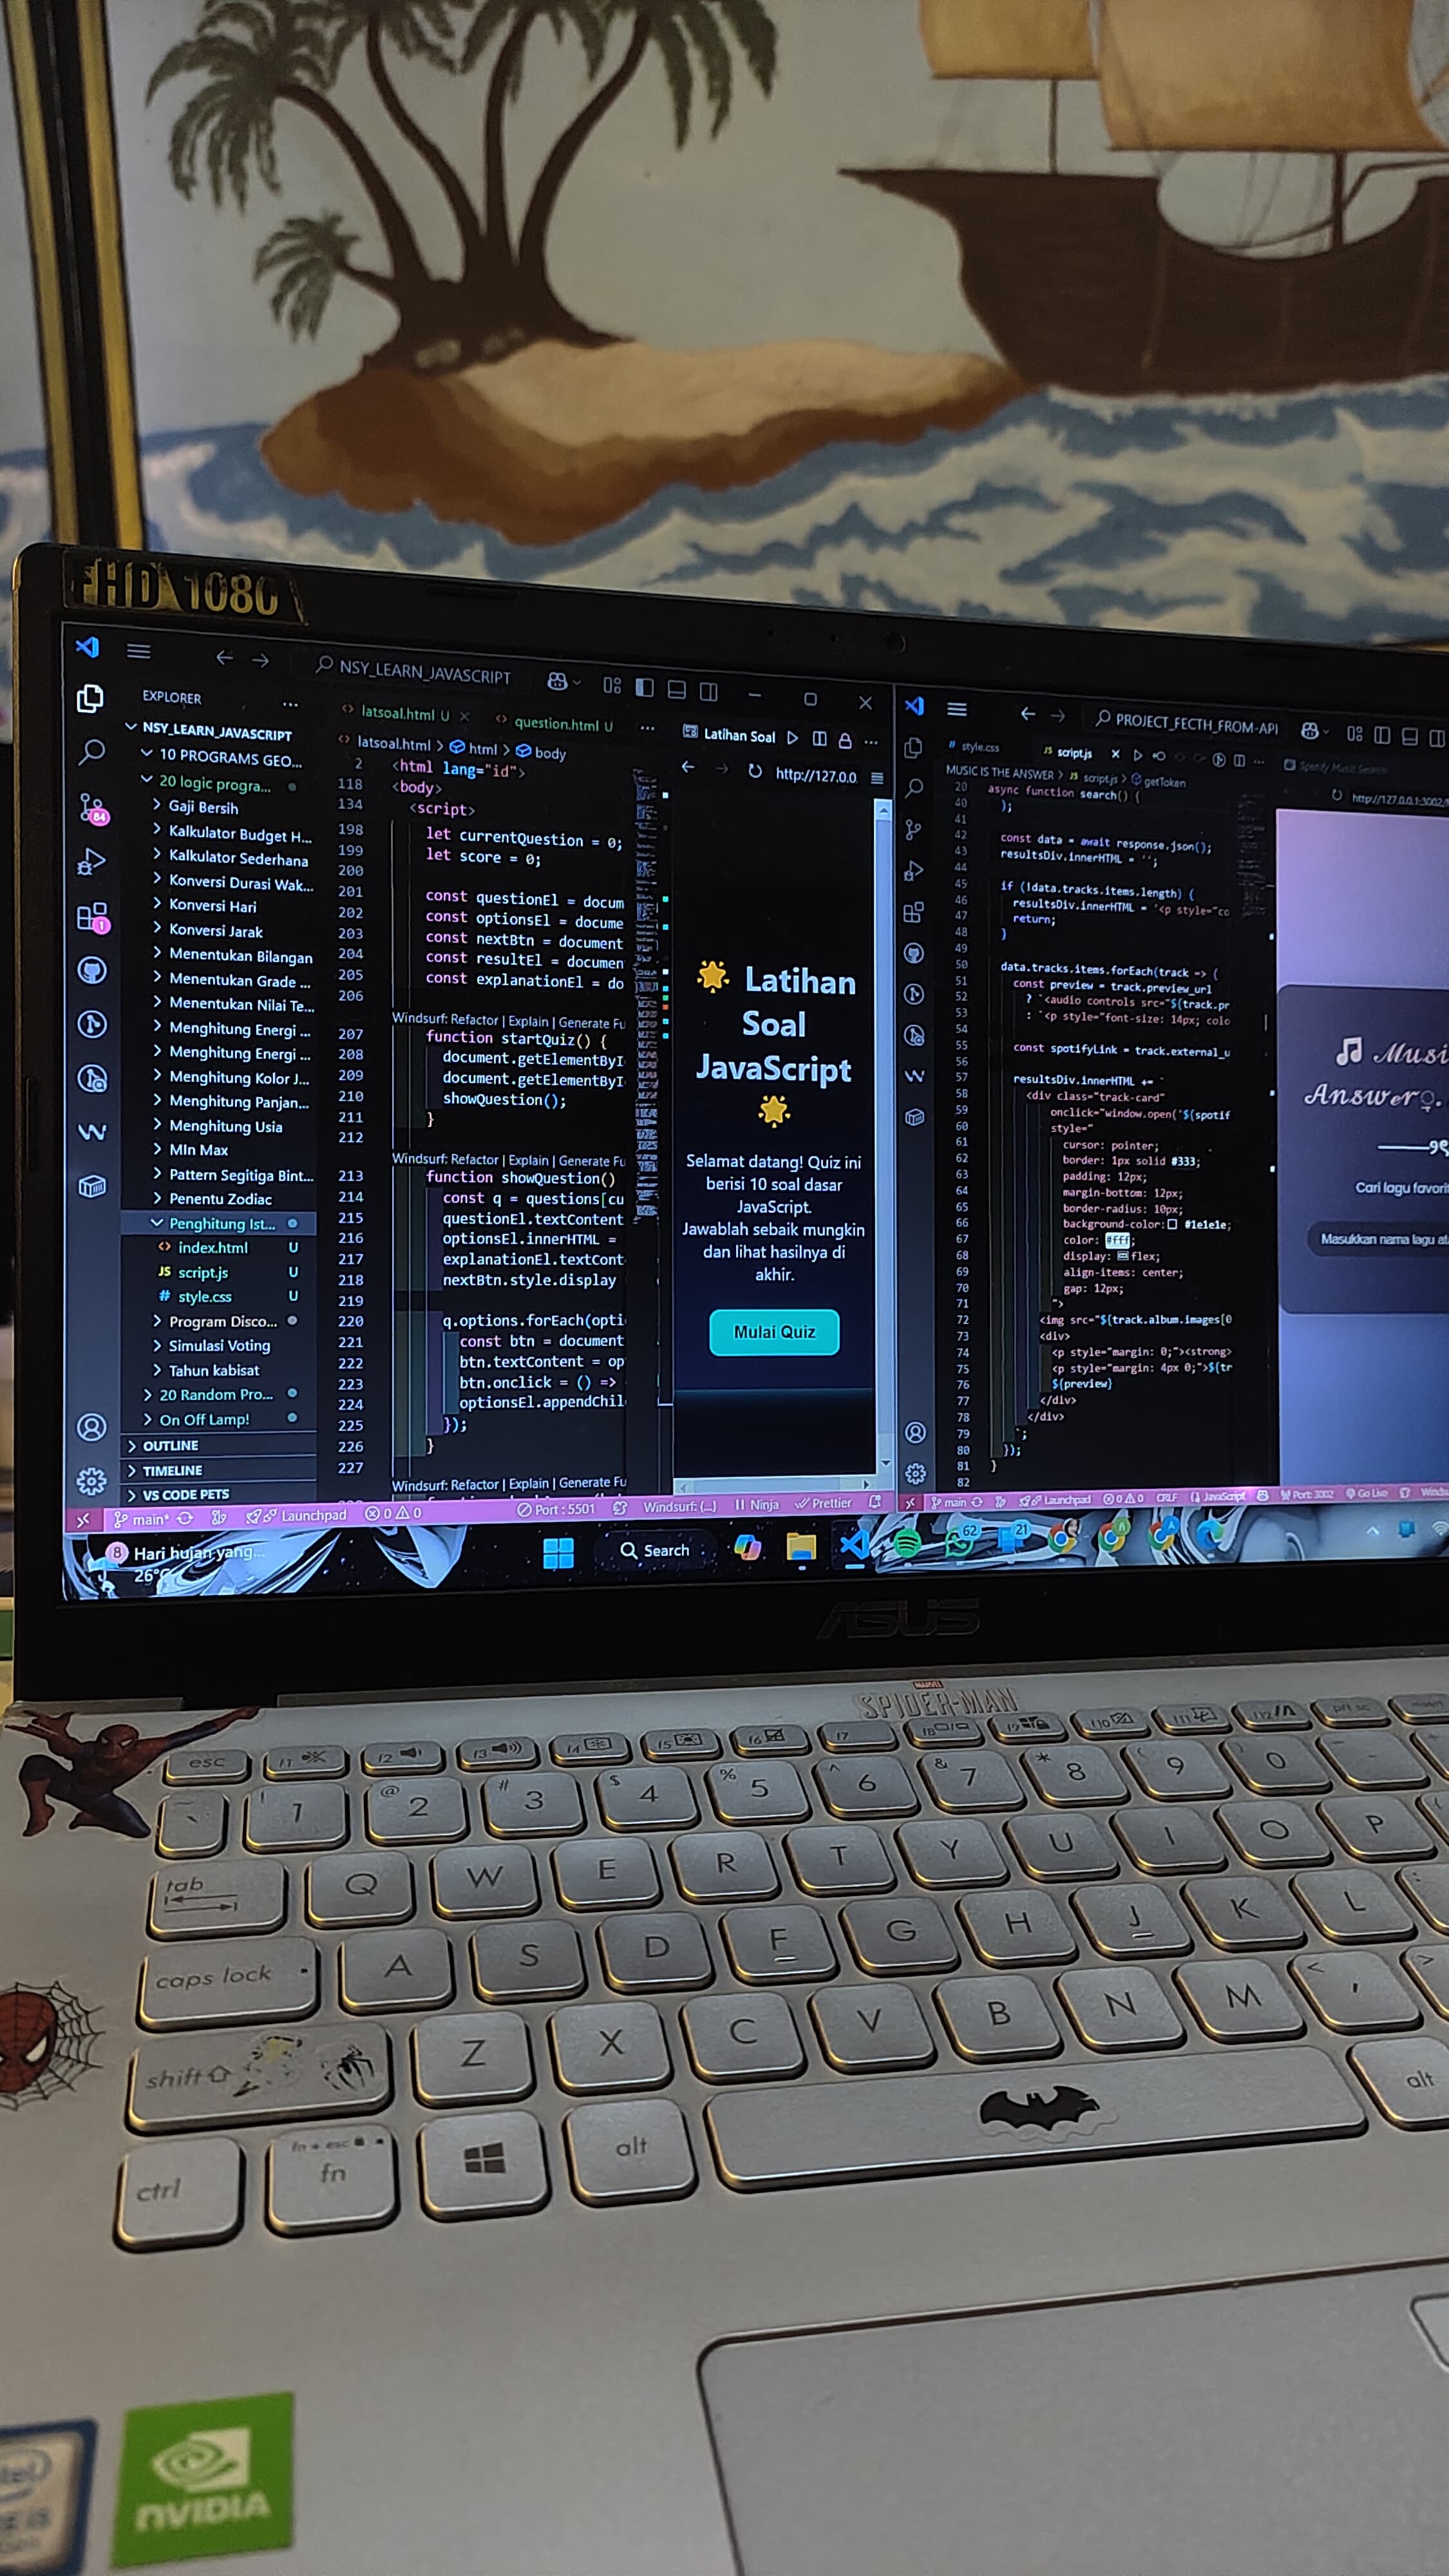 FHD 1080
NSY_LEARN_JAVASCRIPT
EXPLORER
NSY_LEARN_JAVASCRIPT
10 PROGRAMS GEO...
20 logic progra...
Gaji Bersih
Kalkulator Budget H...
Kalkulator Sederhana
Konversi Durasi Wak...
Konversi Hari
Konversi Jarak
Menentukan Bilangan
Menentukan Grade ...
Menentukan Nilai Te...
Menghitung Energi ...
Menghitung Energi ...
Menghitung Kolor J...
Menghitung Panjan...
Menghitung Usia
MIn Max
Pattern Segitiga Bint...
Penentu Zodiac
Penghitung Ist...
index.html U
JS script.js U
# style.css U
Program Disco...
Simulasi Voting
Tahun kabisat
20 Random Pro...
On Off Lamp!
OUTLINE
TIMELINE
VS CODE PETS
84
1
latsoal.html U
question.html U
latsoal.html > html > body
2 <html lang="id">
118 <body>
134 <script>
198 let currentQuestion = 0;
199 let score = 0;
200
201 const questionEl = docum
202 const optionsEl = docume
203 const nextBtn = document
204 const resultEl = documen
205 const explanationEl = do
206
Windsurf: Refactor | Explain | Generate Fu
207 function startQuiz() {
208 document.getElementByI
209 document.getElementByI
210 showQuestion();
211 }
212
Windsurf: Refactor | Explain | Generate Fu
213 function showQuestion()
214 const q = questions[cu
215 questionEl.textContent
216 optionsEl.innerHTML =
217 explanationEl.textCont
218 nextBtn.style.display
219
220 q.options.forEach(opti
221 const btn = document
222 btn.textContent = op
223 btn.onclick = () =>
224 optionsEl.appendChil
225 });
226 }
227
Windsurf: Refactor | Explain | Generate Fu
Latihan Soal
http://127.0.0
Latihan
Soal
JavaScript
Selamat datang! Quiz ini
berisi 10 soal dasar
JavaScript.
Jawablah sebaik mungkin
dan lihat hasilnya di
akhir.
Mulai Quiz
main* Launchpad 0 0 Port : 5501 Windsurf: {...} Ninja Prettier
PROJECT_FECTH_FROM-API
style.css
JS script.js
Spotify Music Search
MUSIC IS THE ANSWER > JS script.js > getToken
http://127.0.0.1:3002/
20 async function search() {
40 );
41
42 const data = await response.json();
43 resultsDiv.innerHTML = '';
44
45 if (!data.tracks.items.length) {
46 resultsDiv.innerHTML = '<p style="co
47 return;
48 }
49
50 data.tracks.items.forEach(track => {
51 const preview = track.preview_url
52 ? `<audio controls src="${track.pr
53 : `<p style="font-size: 14px; colo
54
55 const spotifyLink = track.external_u
56
57 resultsDiv.innerHTML += `
58 <div class="track-card"
59 onclick="window.open('${spotif
60 style="
61 cursor: pointer;
62 border: 1px solid #333;
63 padding: 12px;
64 margin-bottom: 12px;
65 border-radius: 10px;
66 background-color: #1e1e1e;
67 color: #fff;
68 display: flex;
69 align-items: center;
70 gap: 12px;
71 ">
72 <img src="${track.album.images[0
73 <div>
74 <p style="margin: 0;"><strong>
75 <p style="margin: 4px 0;">${tr
76 ${preview}
77 </div>
78 </div>
79 `;
80 });
81 }
82
Musi
Answer
Cari lagu favorit
Masukkan nama lagu at
main Launchpad 0 0 CRLF JavaScript Port: 3002 Go Live Winds
8
Hari hujan yang...
26°C
Search
62
21
ASUS
MARVEL
SPIDER-MAN
esc f1 f2 f3 f4 f5 f6 f7 f8 f9 f10 f11 f12 prt sc
~ ` ! 1 @ 2 # 3 $ 4 % 5 ^ 6 & 7 * 8 ( 9 ) 0 _ -
tab Q W E R T Y U I O P
caps lock A S D F G H J K L
shift Z X C V B N M < , >
ctrl fn + esc fn alt alt
intel
NVIDIA